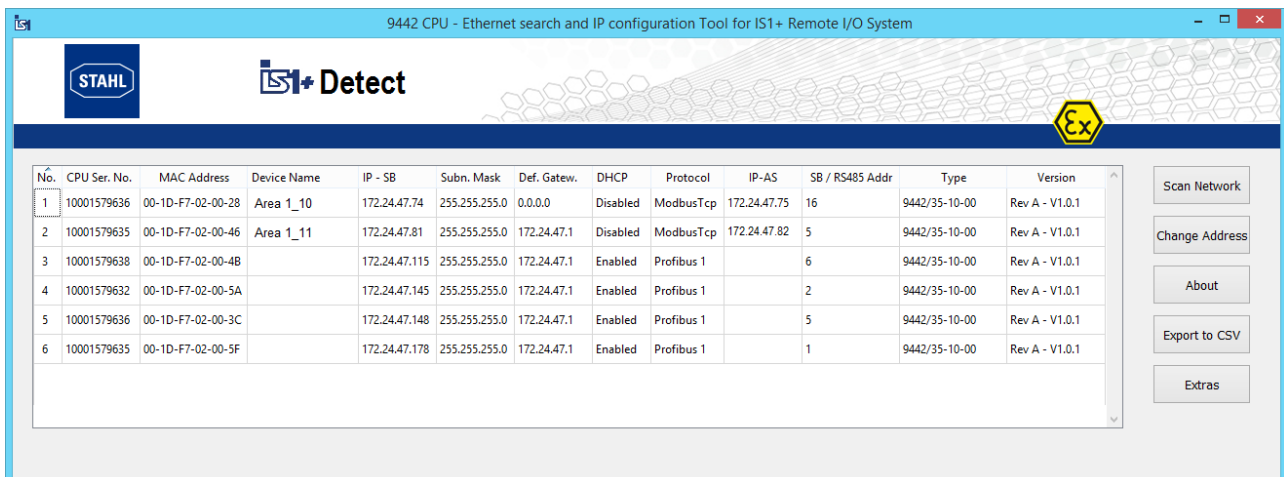 IS1 9442 CPU - Ethernet search and IP configuration Tool for IS1+ Remote I/O System
STAHL IS1+ Detect
Ex
No. CPU Ser. No. MAC Address Device Name IP - SB Subn. Mask Def. Gatew. DHCP Protocol IP-AS SB / RS485 Addr Type Version
1 10001579636 00-1D-F7-02-00-28 Area 1_10 172.24.47.74 255.255.255.0 0.0.0.0 Disabled ModbusTcp 172.24.47.75 16 9442/35-10-00 Rev A - V1.0.1
2 10001579635 00-1D-F7-02-00-46 Area 1_11 172.24.47.81 255.255.255.0 172.24.47.1 Disabled ModbusTcp 172.24.47.82 5 9442/35-10-00 Rev A - V1.0.1
3 10001579638 00-1D-F7-02-00-4B 172.24.47.115 255.255.255.0 172.24.47.1 Enabled Profibus 1 6 9442/35-10-00 Rev A - V1.0.1
4 10001579632 00-1D-F7-02-00-5A 172.24.47.145 255.255.255.0 172.24.47.1 Enabled Profibus 1 2 9442/35-10-00 Rev A - V1.0.1
5 10001579636 00-1D-F7-02-00-3C 172.24.47.148 255.255.255.0 172.24.47.1 Enabled Profibus 1 5 9442/35-10-00 Rev A - V1.0.1
6 10001579635 00-1D-F7-02-00-5F 172.24.47.178 255.255.255.0 172.24.47.1 Enabled Profibus 1 1 9442/35-10-00 Rev A - V1.0.1
Scan Network
Change Address
About
Export to CSV
Extras